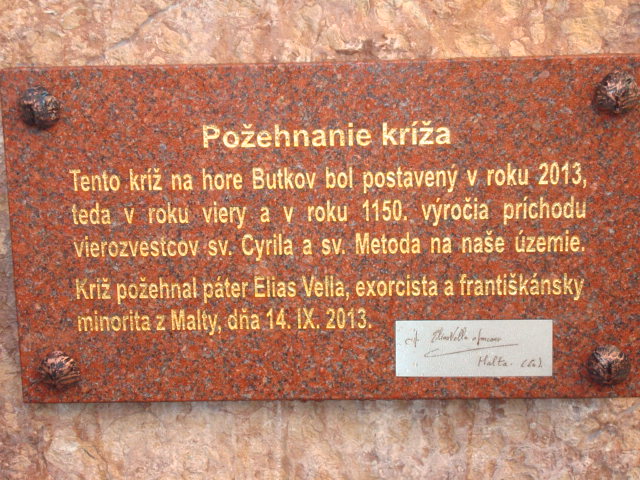 Požehnanie kríža
Tento kríž na hore Butkov bol postavený v roku 2013,
teda v roku viery a v roku 1150. výročia príchodu
vierozvestcov sv. Cyrila a sv. Metoda na naše územie.
Kríž požehnal páter Elias Vella, exorcista a františkánsky
minorita z Malty, dňa 14. IX. 2013.
Elias Vella
Malta